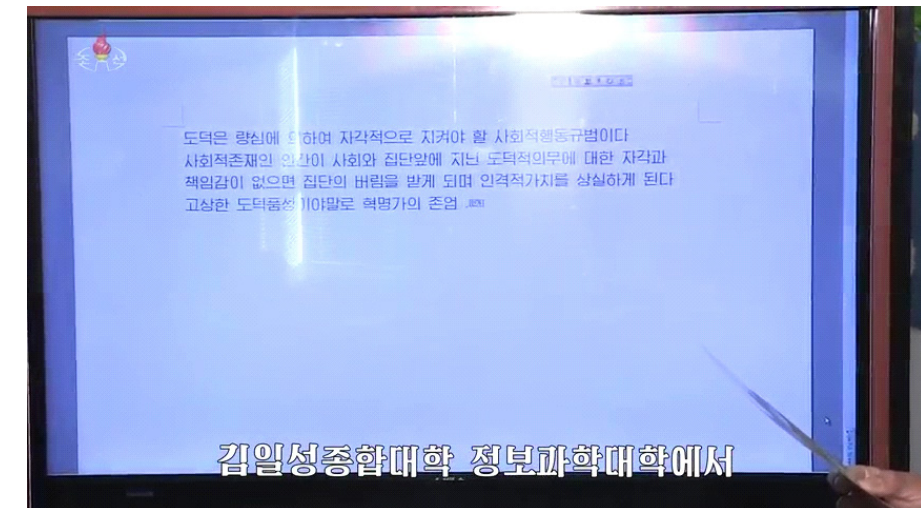 도덕은 량심에 의하여 자각적으로 지켜야 할 사회적행동규범이다
사회적존재인 인간이 사회와 집단앞에 지닌 도덕적의무에 대한 자각과
책임감이 없으면 집단의 버림을 받게 되며 인격적가치를 상실하게 된다
고상한 도덕품성이야말로 혁명가의 존엄
김일성종합대학 정보과학대학에서